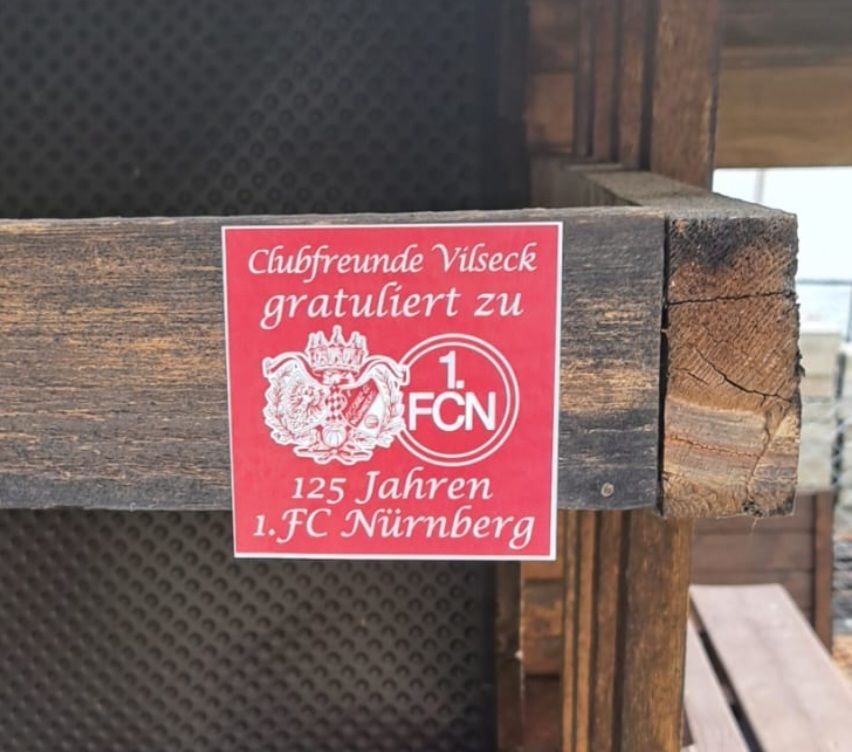 Clubfreunde Vilseck
gratuliert zu
1.
FCN
125 Jahren
1.FC Nürnberg